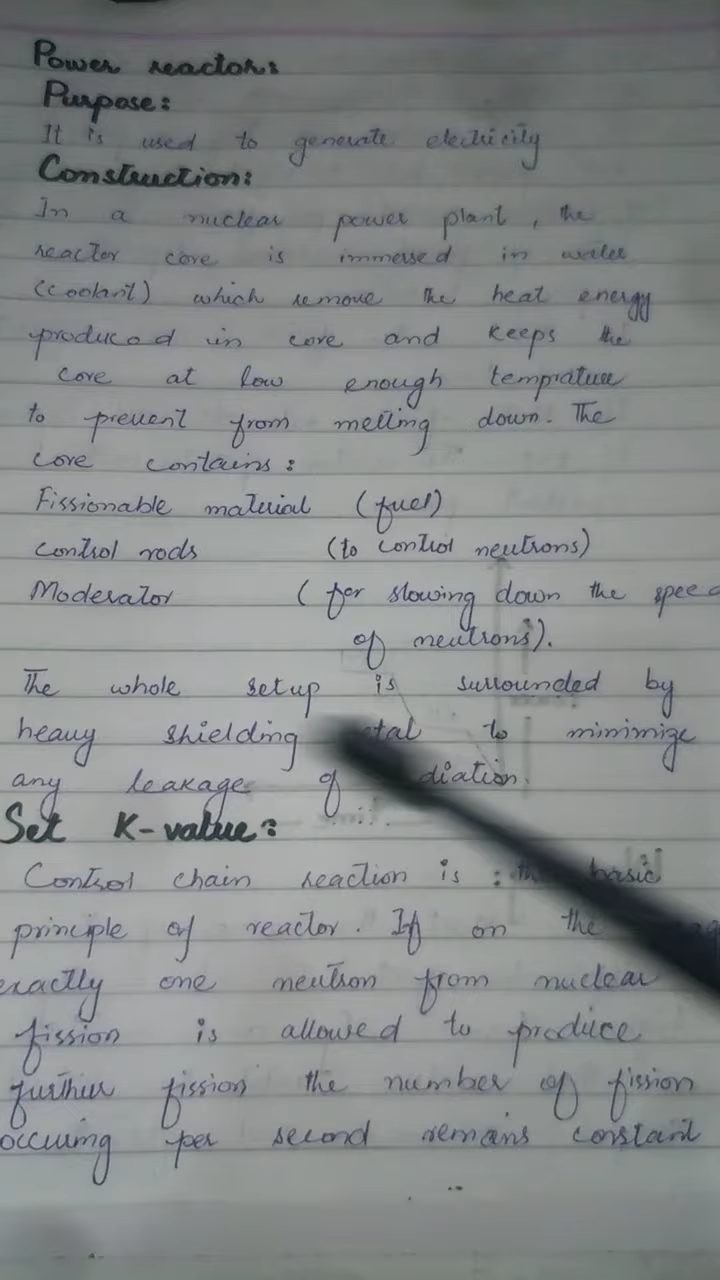 Power reactor:
Purpose:
It is used to generate electricity
Construction:
In a nuclear power plant, the
reactor core is immersed in water
(coolant) which remove the heat energy
produced in core and keeps the
core at low enough temprature
to prevent from melting down. The
core contains:
Fissionable material (fuel)
control rods (to control neutrons)
Moderator (for slowing down the speed
of neutrons).
The whole setup is surrounded by
heavy shielding to minimize
any leakage of
Set K-value:
Control chain reaction is : the basic
principle of reactor. If on the
exactly one neutron from nuclear
fission is allowed to produce
further fission the number of fission
occuring per second remains constant